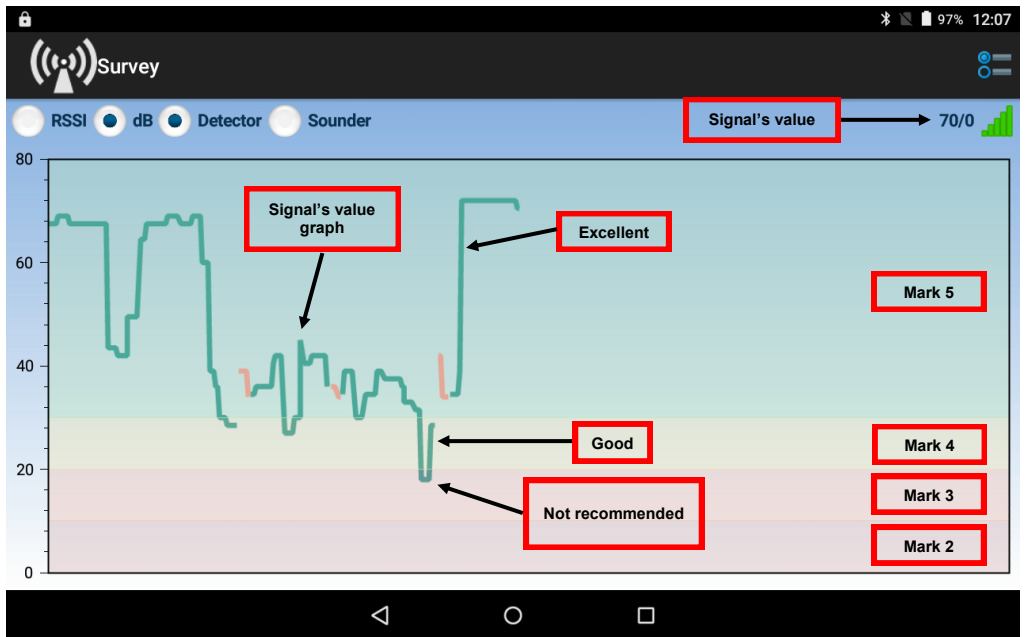 97% 12:07
Survey
RSSI dB Detector Sounder
Signal's value
70/0
80
Signal's value
graph
Excellent
60
Mark 5
40
Good
Mark 4
20
Mark 3
Not recommended
Mark 2
0